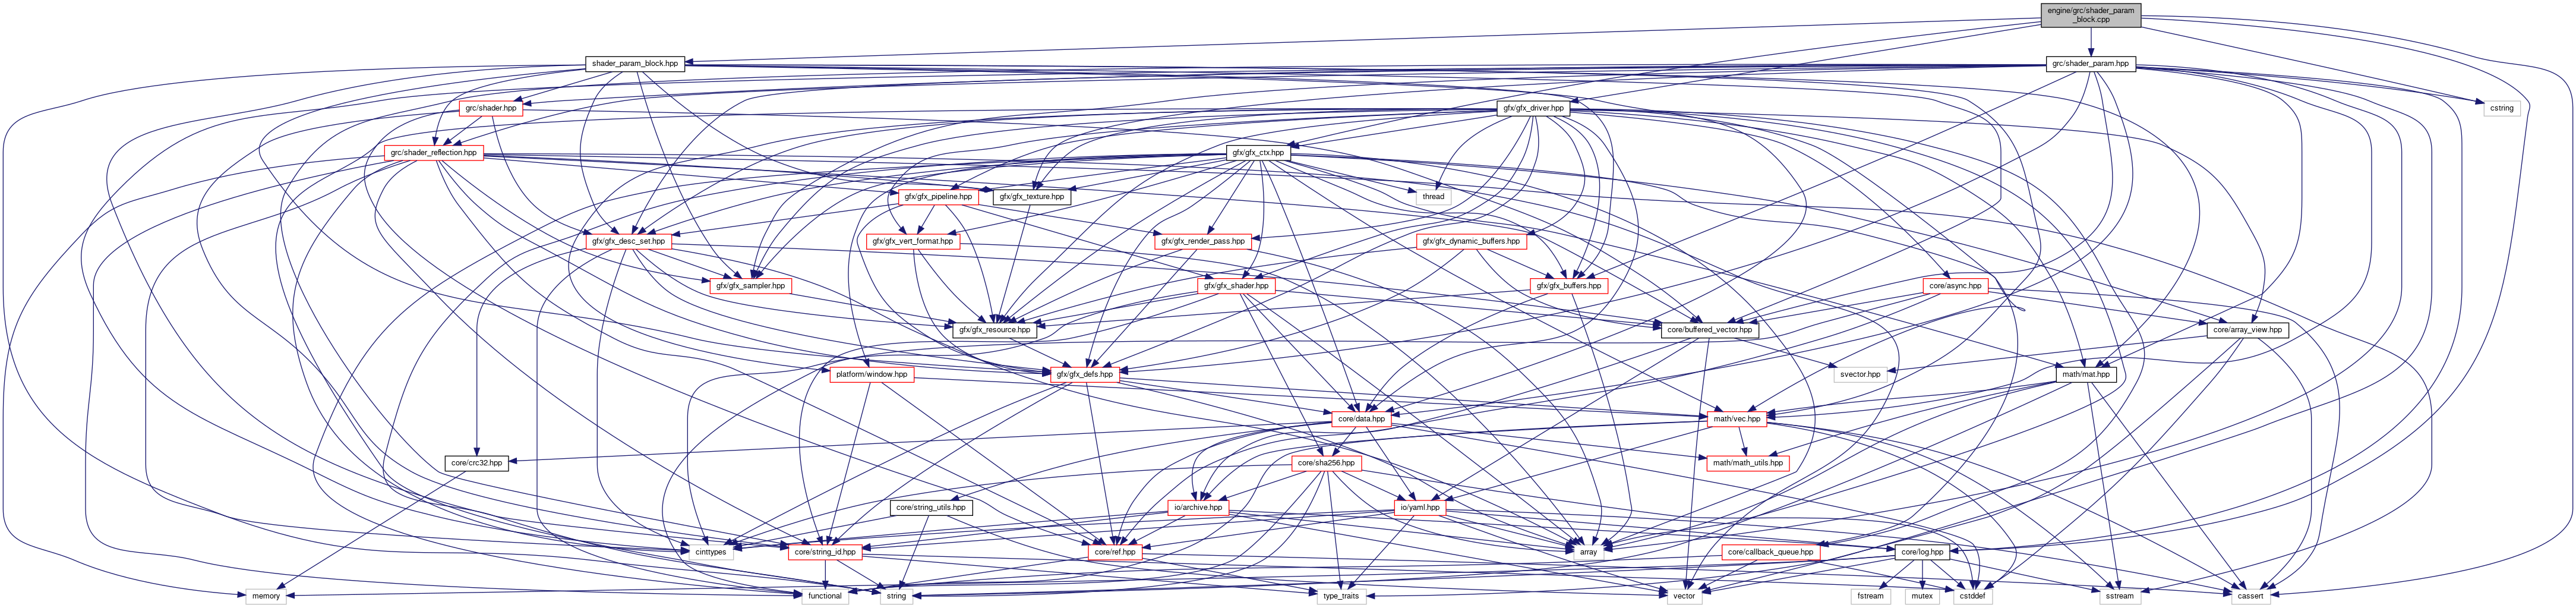 engine/grc/shader_param
_block.cpp
shader_param_block.hpp
grc/shader_param.hpp
grc/shader.hpp
gfx/gfx_driver.hpp
cstring
grc/shader_reflection.hpp
gfx/gfx_ctx.hpp
gfx/gfx_pipeline.hpp
gfx/gfx_texture.hpp
thread
gfx/gfx_desc_set.hpp
gfx/gfx_vert_format.hpp
gfx/gfx_render_pass.hpp
gfx/gfx_dynamic_buffers.hpp
gfx/gfx_sampler.hpp
gfx/gfx_shader.hpp
gfx/gfx_buffers.hpp
core/async.hpp
gfx/gfx_resource.hpp
core/buffered_vector.hpp
core/array_view.hpp
platform/window.hpp
gfx/gfx_defs.hpp
svector.hpp
math/mat.hpp
core/data.hpp
math/vec.hpp
core/crc32.hpp
core/sha256.hpp
math/math_utils.hpp
core/string_utils.hpp
io/archive.hpp
io/yaml.hpp
cinttypes
core/string_id.hpp
core/ref.hpp
array
core/callback_queue.hpp
core/log.hpp
memory
functional
string
type_traits
vector
fstream
mutex
cstddef
sstream
cassert